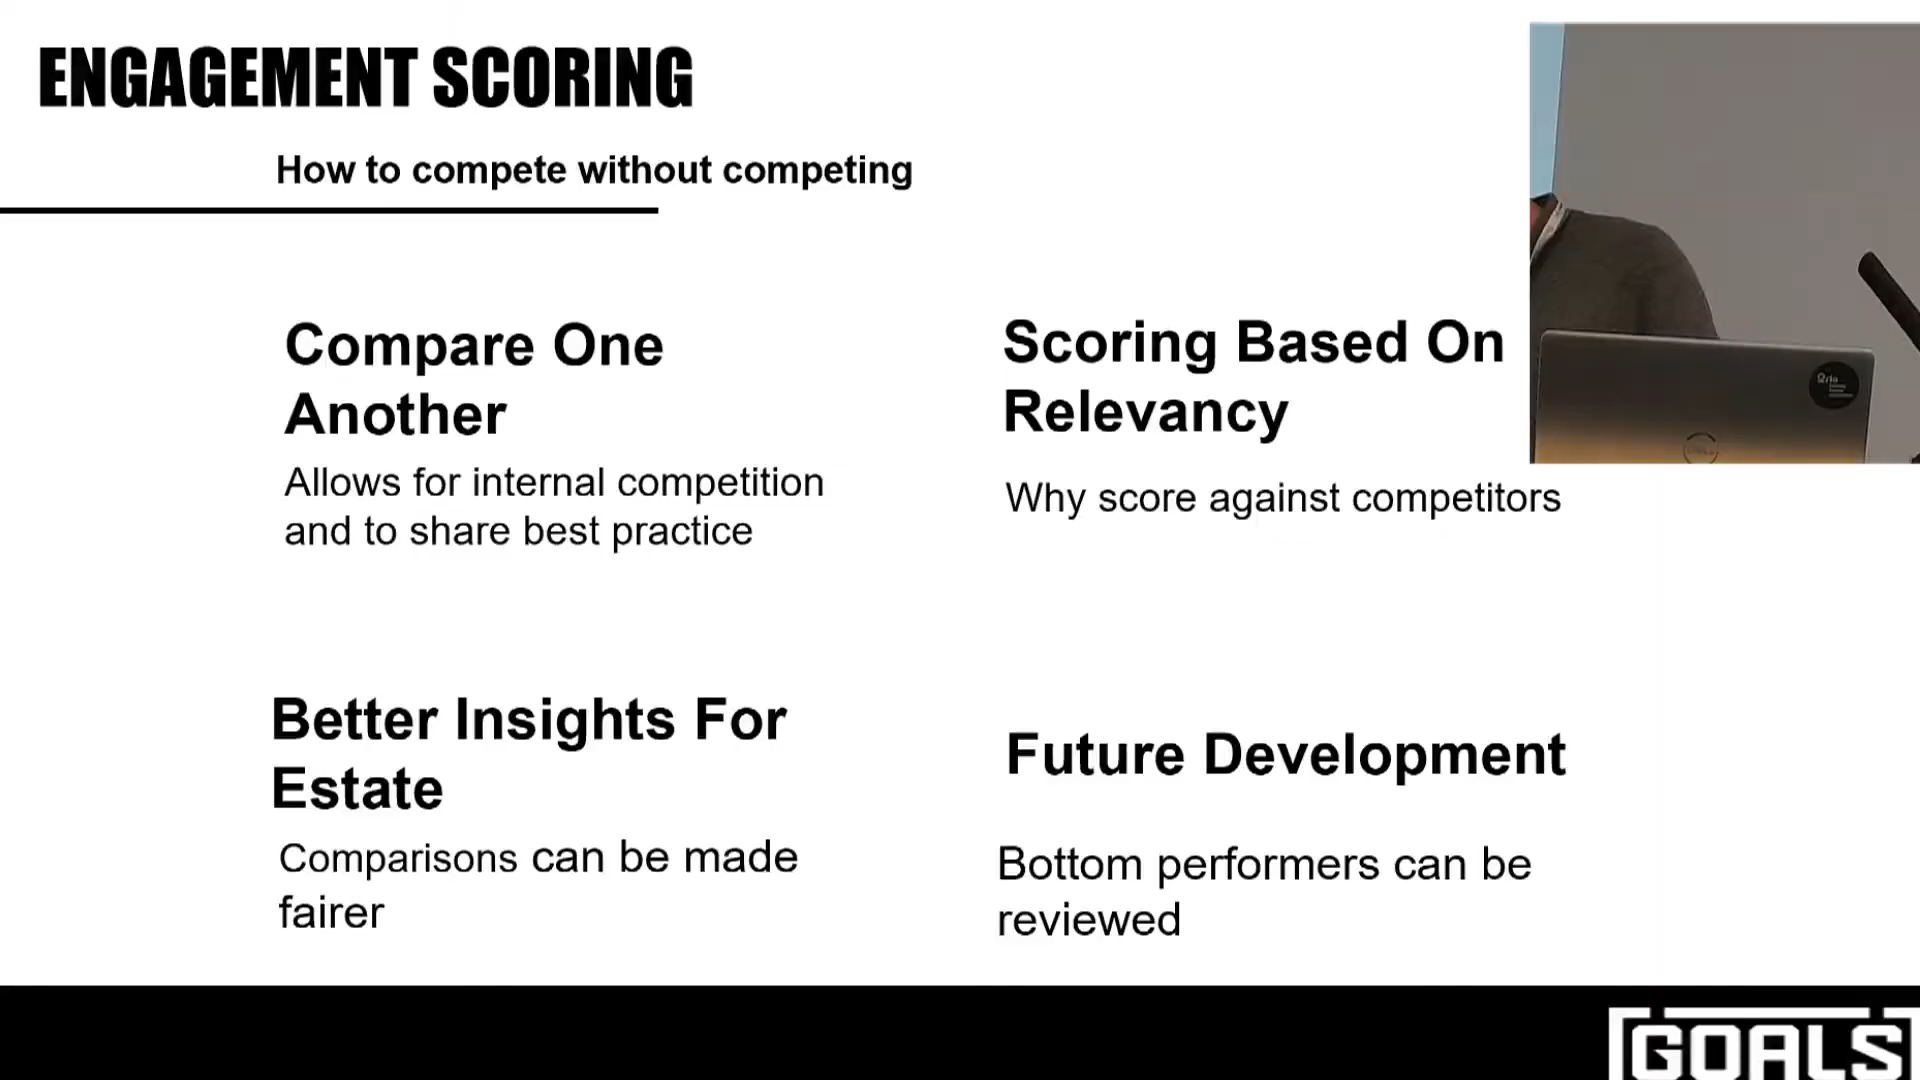 ENGAGEMENT SCORING
How to compete without competing
Compare One
Another
Allows for internal competition
and to share best practice
Scoring Based On
Relevancy
Why score against competitors
Better Insights For
Estate
Comparisons can be made
fairer
Future Development
Bottom performers can be
reviewed
GOALS